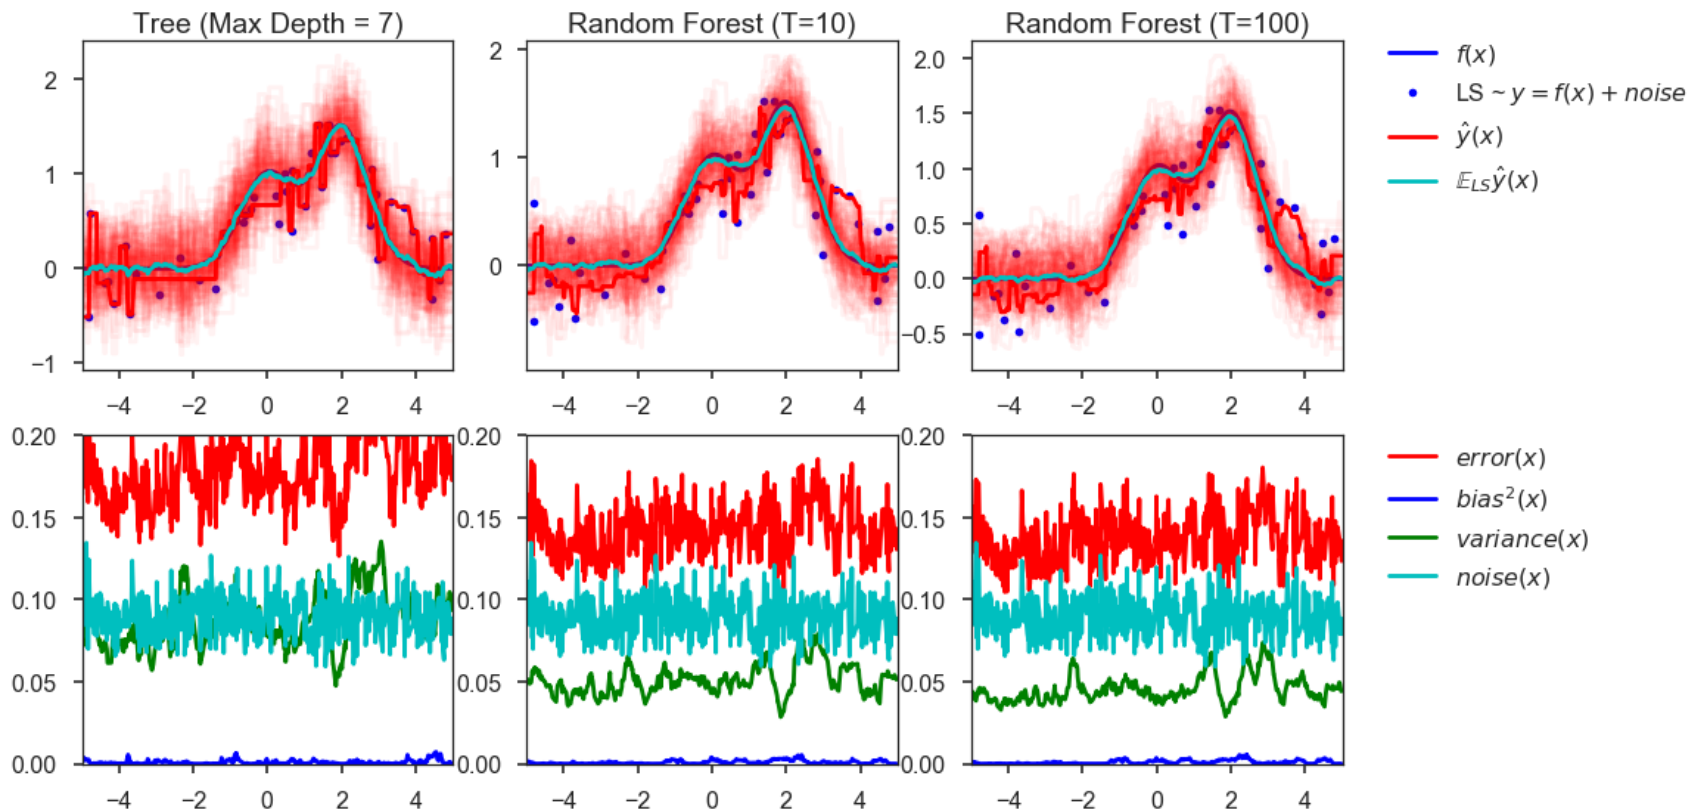 Tree (Max Depth = 7)
Random Forest (T=10)
Random Forest (T=100)
2
1
0
−1
−4 −2 0 2 4
2
1
0
−4 −2 0 2 4
2.0
1.5
1.0
0.5
0.0
−0.5
−4 −2 0 2 4
f(x)
LS ~ y = f(x) + noise
ŷ(x)
𝔼_LS ŷ(x)
0.20
0.15
0.10
0.05
0.00
−4 −2 0 2 4
0.20
0.15
0.10
0.05
0.00
−4 −2 0 2 4
0.20
0.15
0.10
0.05
0.00
−4 −2 0 2 4
error(x)
bias²(x)
variance(x)
noise(x)